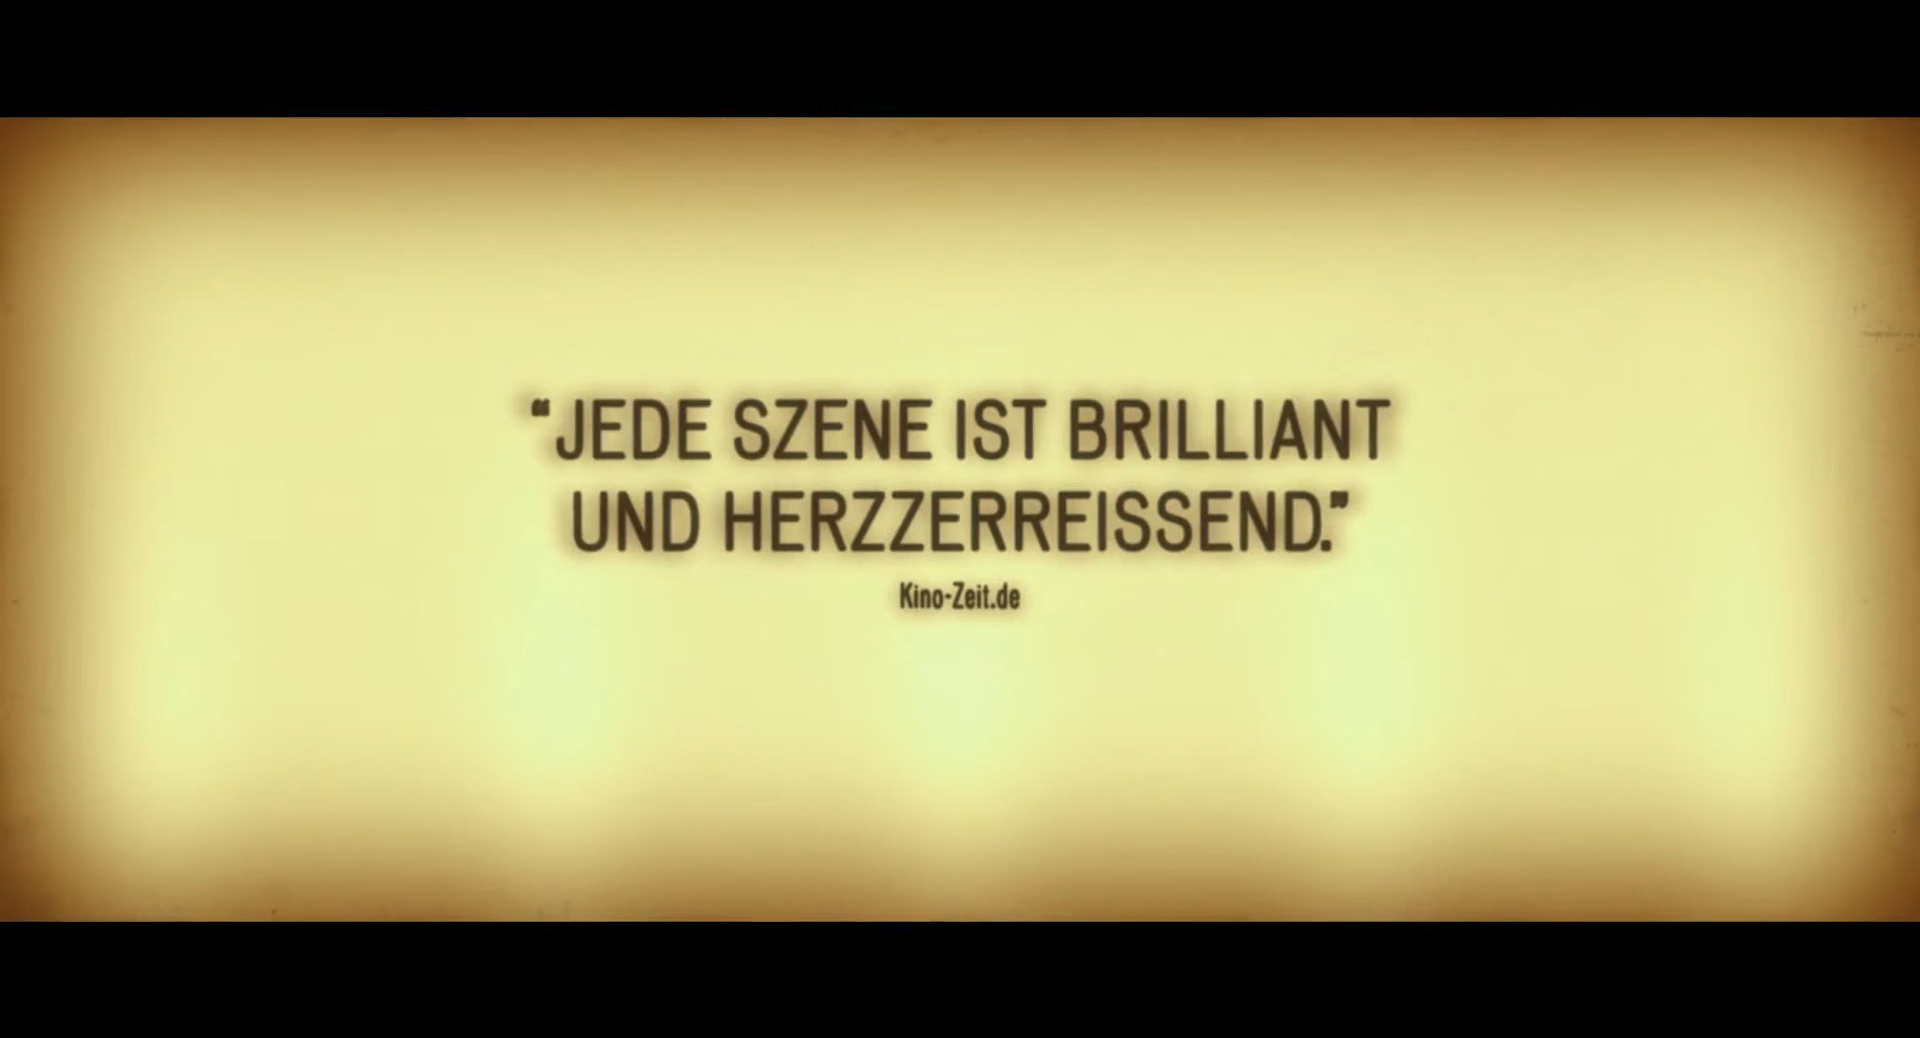 “JEDE SZENE IST BRILLIANT
UND HERZZERREISSEND.”
Kino-Zeit.de